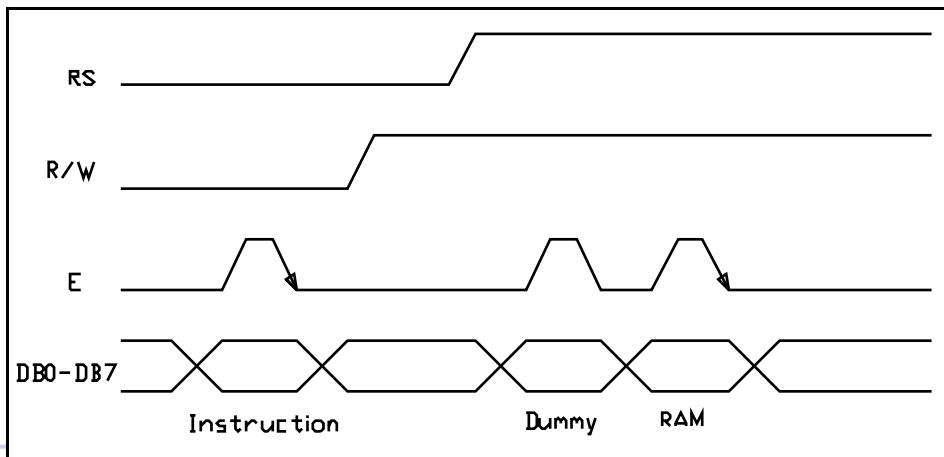 RS
R/W
E
DB0-DB7
Instruction Dummy RAM